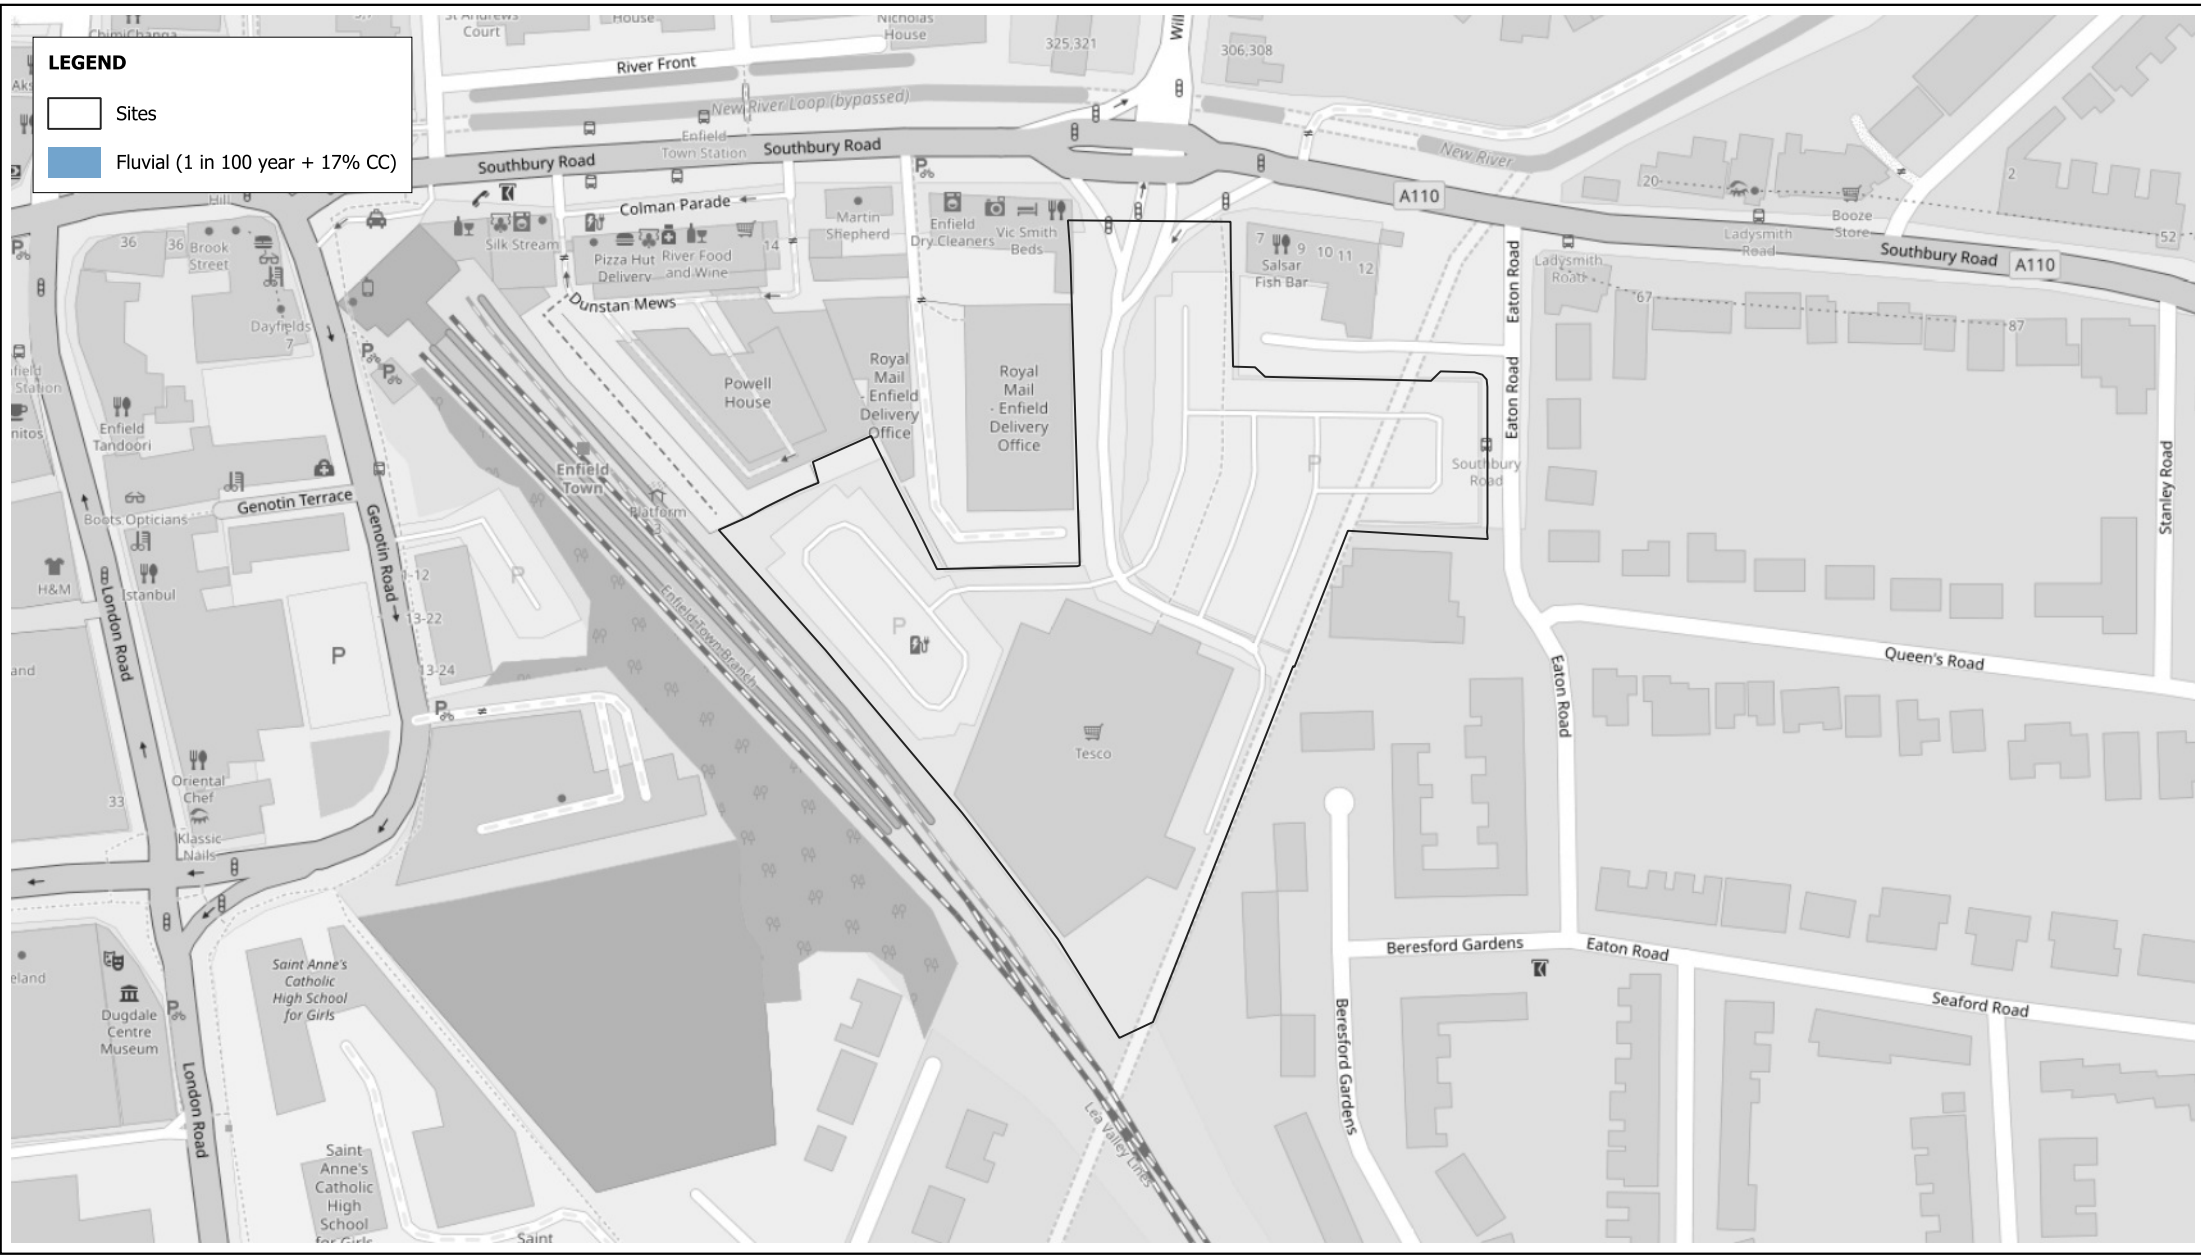 LEGEND
Sites
Fluvial (1 in 100 year + 17% CC)
St Andrews
Court
House
Nicholas
House
325,321
306,308
River Front
New River Loop (bypassed)
Enfield
Town Station
Southbury Road
Southbury Road
New River
A110
Southbury Road
A110
20
2
52
Booze
Store
Ladysmith
Road
Ladysmith
Road
67
87
Hill
36
36
Brook
Street
Dayfields
7
Colman Parade
Silk Stream
Pizza Hut
Delivery
River Food
and Wine
14
Dunstan Mews
Martin
Shepherd
Enfield
Dry Cleaners
Vic Smith
Beds
7
9
10
11
12
Salsar
Fish Bar
Eaton Road
Eaton Road
Stanley Road
Royal
Mail
- Enfield
Delivery
Office
Royal
Mail
- Enfield
Delivery
Office
Powell
House
Enfield
Town
Platform
3
Enfield Town Branch
P
Southbury
Road
Station
Enfield
Tandoori
Boots Opticians
Genotin Terrace
Genotin Road
H&M
Istanbul
London Road
1-12
13-22
13-24
P
P
P
Tesco
Queen's Road
Eaton Road
33
Oriental
Chef
Klassic
Nails
Beresford Gardens
Eaton Road
Seaford Road
Beresford Gardens
Saint Anne's
Catholic
High School
for Girls
Dugdale
Centre
Museum
London Road
Lea Valley Lines
Saint
Anne's
Catholic
High
School
for Girls
Saint